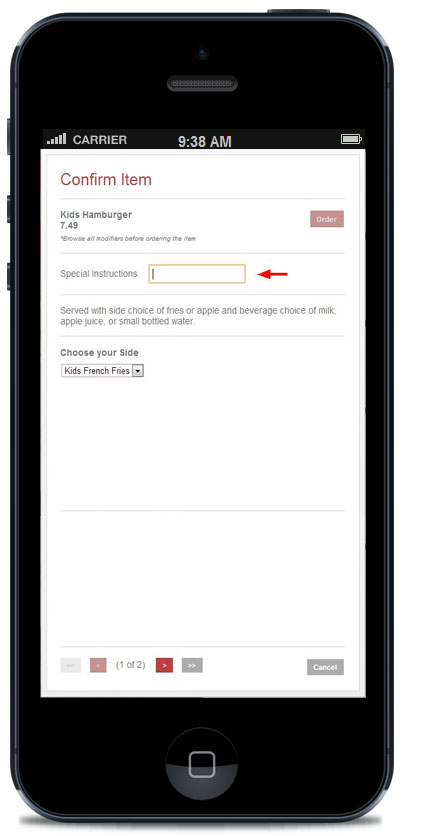 CARRIER 9:38 AM
Confirm Item
Kids Hamburger
7.49
Order
*Browse all modifiers before ordering the item
Special Instructions
Served with side choice of fries or apple and beverage choice of milk,
apple juice, or small bottled water.
Choose your Side
Kids French Fries
<< < (1 of 2) > >> Cancel